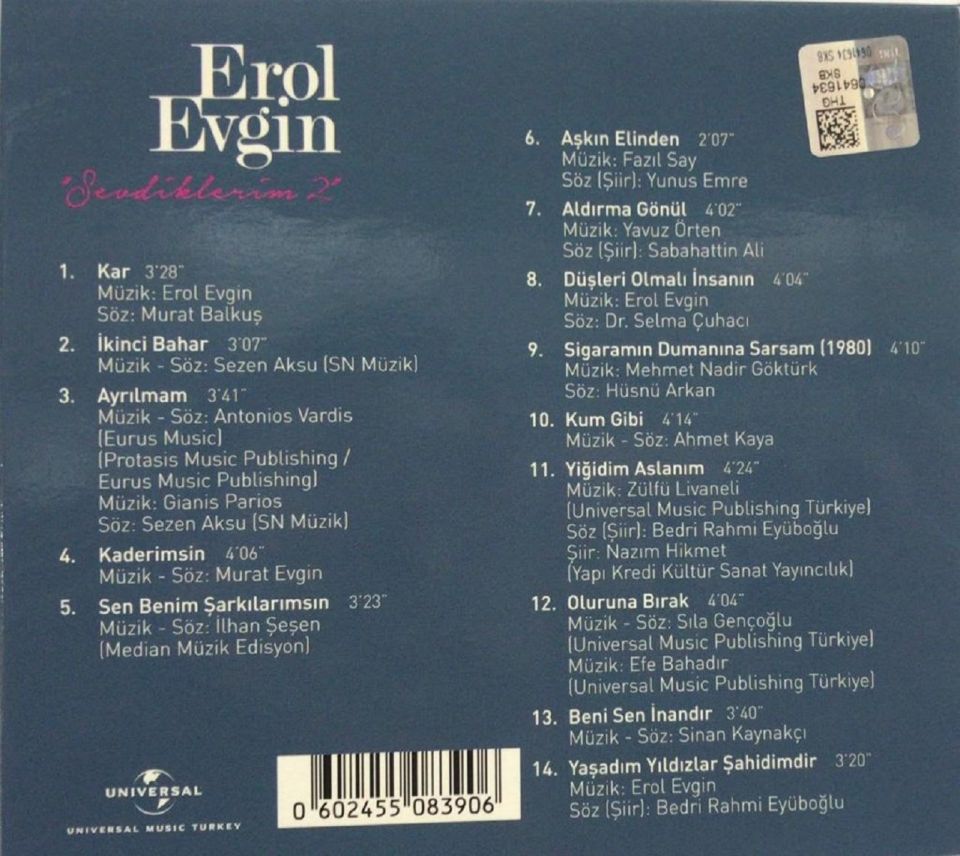 Erol
Evgin
"Sevdiklerim 2"
1. Kar 3'28"
Müzik: Erol Evgin
Söz: Murat Balkuş
2. İkinci Bahar 3'07"
Müzik - Söz: Sezen Aksu (SN Müzik)
3. Ayrılmam 3'41"
Müzik - Söz: Antonios Vardis
(Eurus Music)
(Protasis Music Publishing /
Eurus Music Publishing)
Müzik: Gianis Parios
Söz: Sezen Aksu (SN Müzik)
4. Kaderimsin 4'06"
Müzik - Söz: Murat Evgin
5. Sen Benim Şarkılarımsın 3'23"
Müzik - Söz: İlhan Şeşen
(Median Müzik Edisyon)
6. Aşkın Elinden 2'07"
Müzik: Fazıl Say
Söz (Şiir): Yunus Emre
7. Aldırma Gönül 4'02"
Müzik: Yavuz Örten
Söz (Şiir): Sabahattin Ali
8. Düşleri Olmalı İnsanın 4'04"
Müzik: Erol Evgin
Söz: Dr. Selma Çuhacı
9. Sigaramın Dumanına Sarsam (1980) 4'10"
Müzik: Mehmet Nadir Göktürk
Söz: Hüsnü Arkan
10. Kum Gibi 4'14"
Müzik - Söz: Ahmet Kaya
11. Yiğidim Aslanım 4'24"
Müzik: Zülfü Livaneli
(Universal Music Publishing Türkiye)
Söz (Şiir): Bedri Rahmi Eyüboğlu
Şiir: Nazım Hikmet
(Yapı Kredi Kültür Sanat Yayıncılık)
12. Oluruna Bırak 4'04"
Müzik - Söz: Sıla Gençoğlu
(Universal Music Publishing Türkiye)
Müzik: Efe Bahadır
(Universal Music Publishing Türkiye)
13. Beni Sen İnandır 3'40"
Müzik - Söz: Sinan Kaynakçı
14. Yaşadım Yıldızlar Şahidimdir 3'20"
Müzik: Erol Evgin
Söz (Şiir): Bedri Rahmi Eyüboğlu
THG
0641634
SKB
0641634 SKB
UNIVERSAL
UNIVERSAL MUSIC TURKEY
0 602455 083906